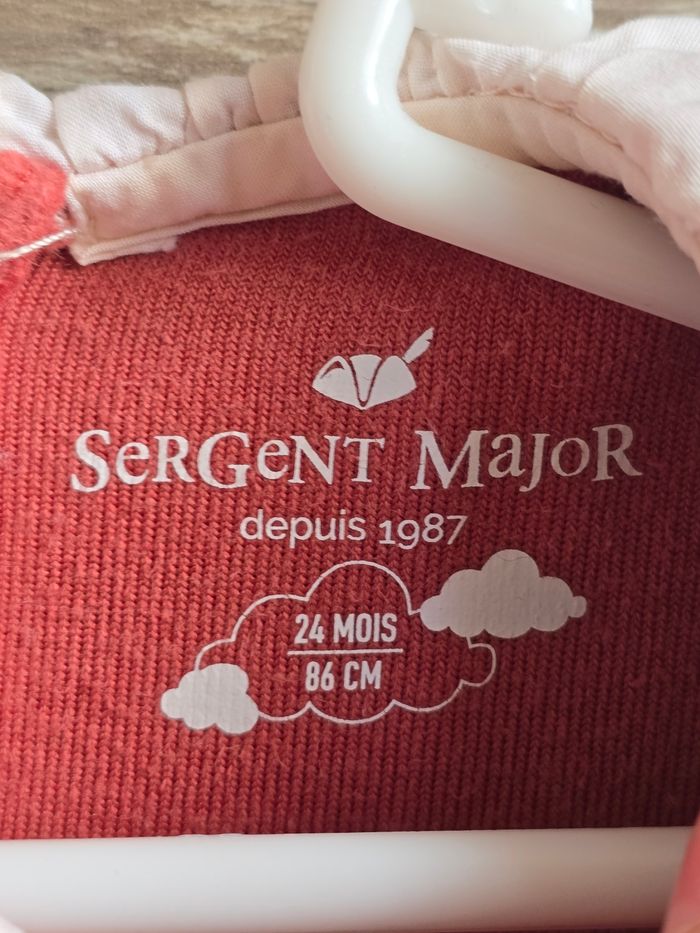 SeRGeNT MaJoR
depuis 1987
24 MOIS
86 CM